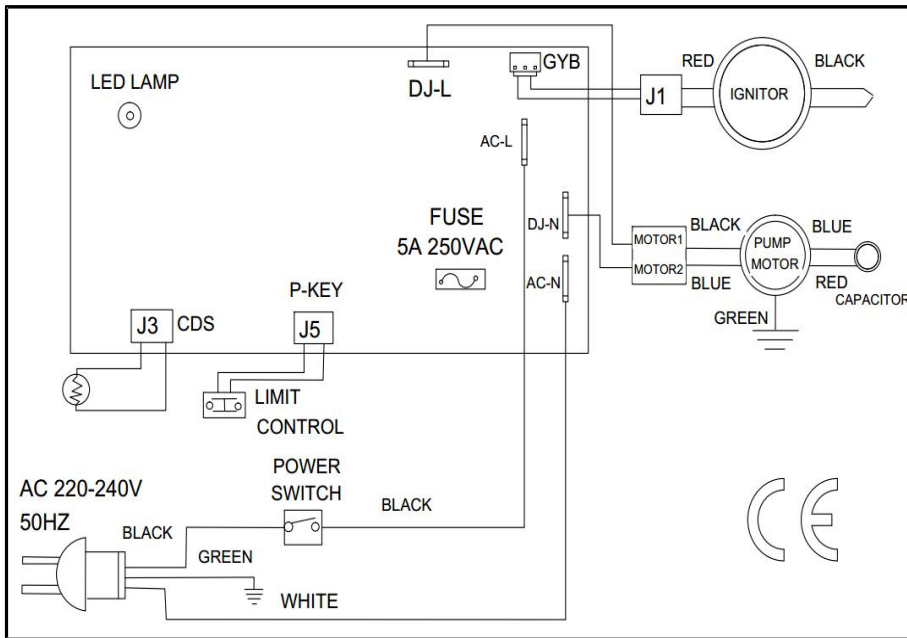 LED LAMP
DJ-L
GYB
RED
BLACK
J1
IGNITOR
AC-L
FUSE
5A 250VAC
DJ-N
AC-N
MOTOR1
MOTOR2
BLACK
BLUE
PUMP
MOTOR
BLUE
RED
CAPACITOR
GREEN
J3
CDS
P-KEY
J5
LIMIT
CONTROL
POWER
SWITCH
AC 220-240V
50HZ
BLACK
BLACK
GREEN
WHITE
CE